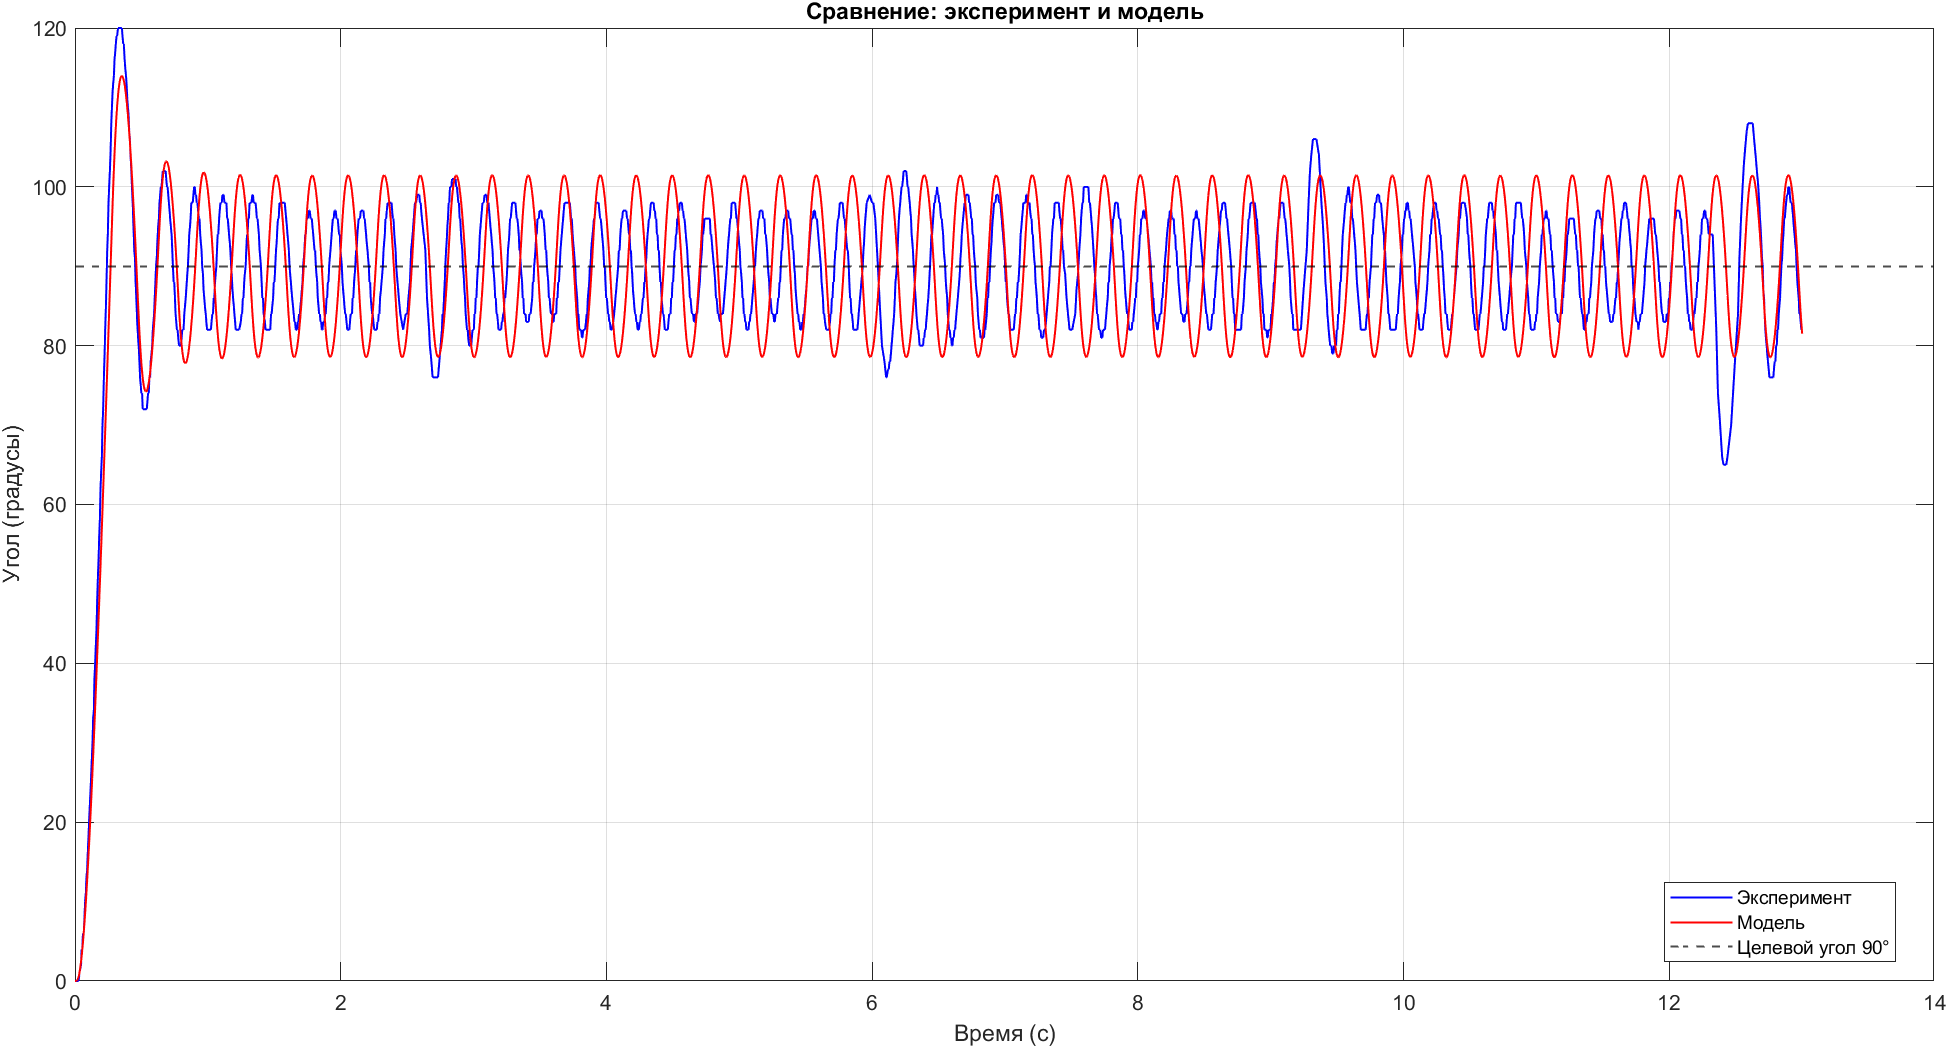 Сравнение: эксперимент и модель
120
100
80
60
40
20
0
Угол (градусы)
0 2 4 6 8 10 12 14
Время (с)
Эксперимент
Модель
Целевой угол 90°